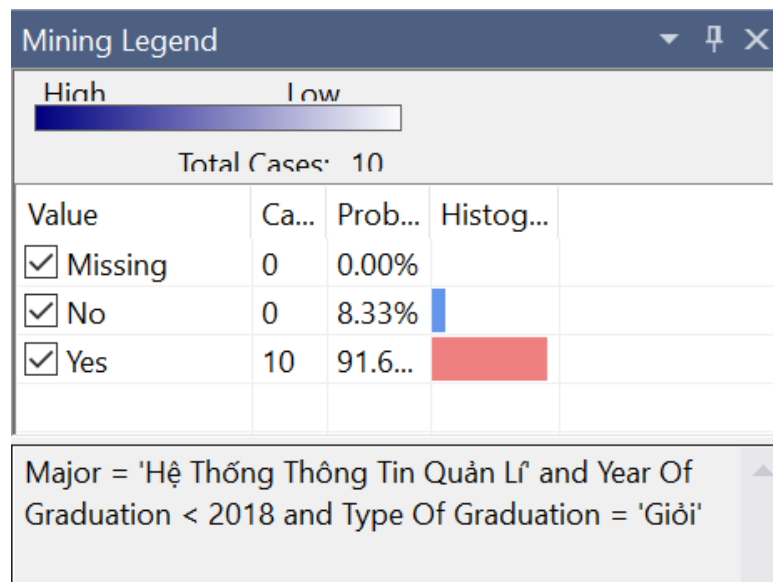 Mining Legend
High Low
Total Cases: 10
Value Ca... Prob... Histog...
Missing 0 0.00%
No 0 8.33%
Yes 10 91.6...
Major = 'Hệ Thống Thông Tin Quản Lí' and Year Of
Graduation < 2018 and Type Of Graduation = 'Giỏi'